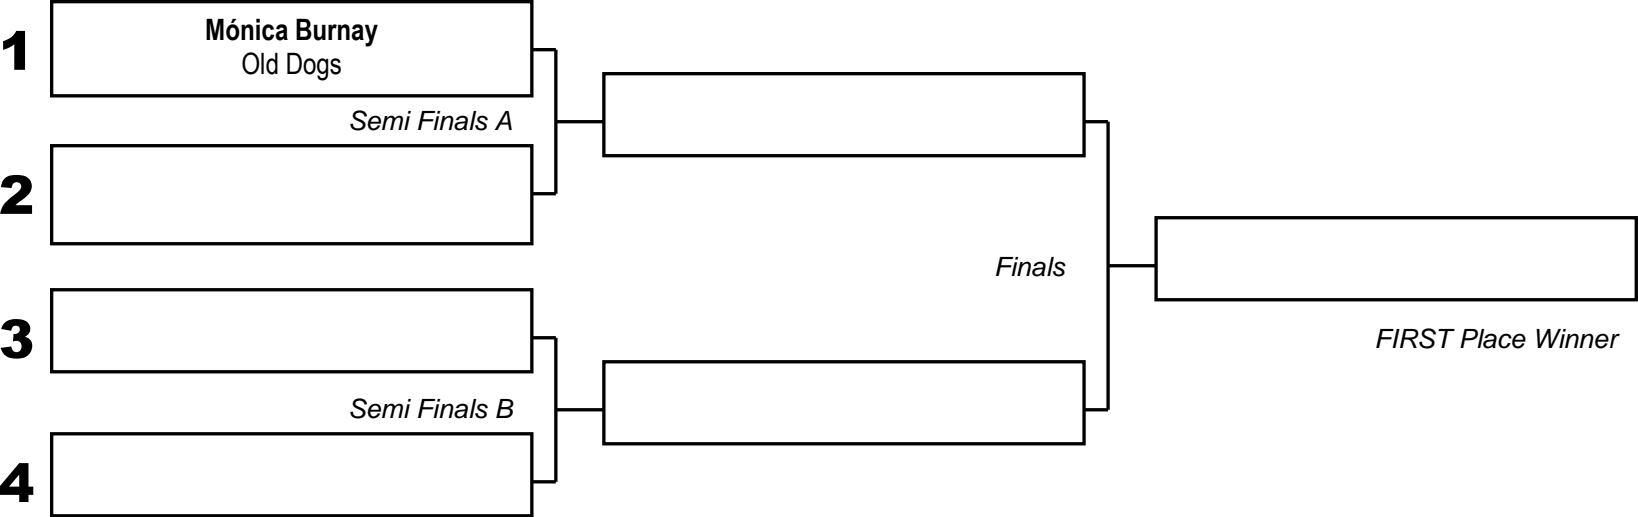 1
Mónica Burnay
Old Dogs
Semi Finals A
2
Finals
FIRST Place Winner
3
Semi Finals B
4